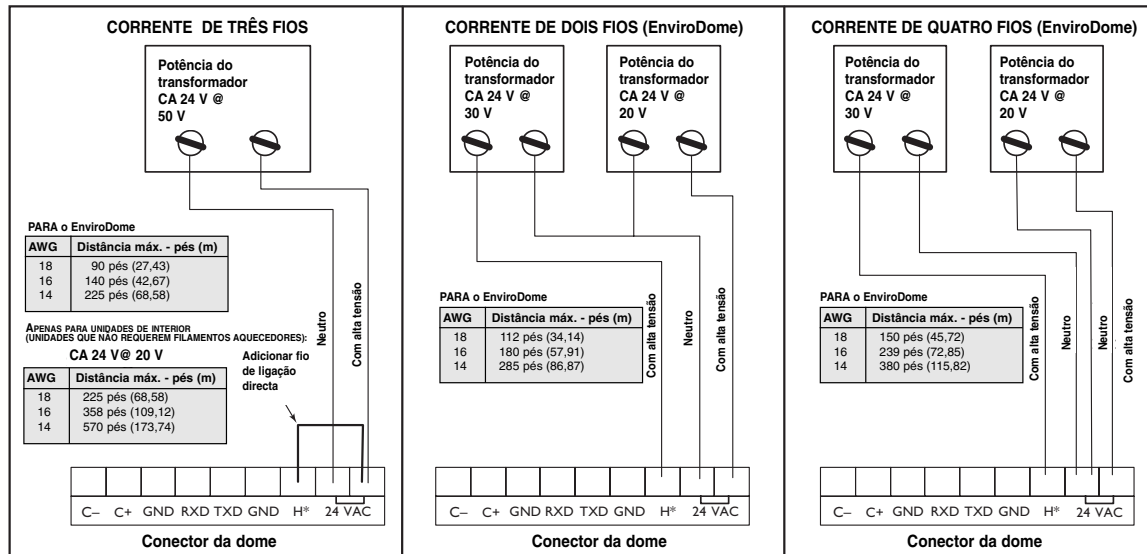 CORRENTE DE TRÊS FIOS
Potência do
transformador
CA 24 V @
50 V
PARA o EnviroDome
AWG Distância máx. - pés (m)
18 90 pés (27,43)
16 140 pés (42,67)
14 225 pés (68,58)
APENAS PARA UNIDADES DE INTERIOR
(UNIDADES QUE NÃO REQUEREM FILAMENTOS AQUECEDORES):
CA 24 V@ 20 V
AWG Distância máx. - pés (m)
18 225 pés (68,58)
16 358 pés (109,12)
14 570 pés (173,74)
Adicionar fio
de ligação
directa
Neutro
Com alta tensão
C– C+ GND RXD TXD GND H* 24 VAC
Conector da dome
CORRENTE DE DOIS FIOS (EnviroDome)
Potência do
transformador
CA 24 V @
30 V
Potência do
transformador
CA 24 V @
20 V
PARA o EnviroDome
AWG Distância máx. - pés (m)
18 112 pés (34,14)
16 180 pés (57,91)
14 285 pés (86,87)
Com alta tensão
Neutro
Com alta tensão
C– C+ GND RXD TXD GND H* 24 VAC
Conector da dome
CORRENTE DE QUATRO FIOS (EnviroDome)
Potência do
transformador
CA 24 V @
30 V
Potência do
transformador
CA 24 V @
20 V
PARA o EnviroDome
AWG Distância máx. - pés (m)
18 150 pés (45,72)
16 239 pés (72,85)
14 380 pés (115,82)
Com alta tensão
Neutro
Neutro
Com alta tensão
C– C+ GND RXD TXD GND H* 24 VAC
Conector da dome